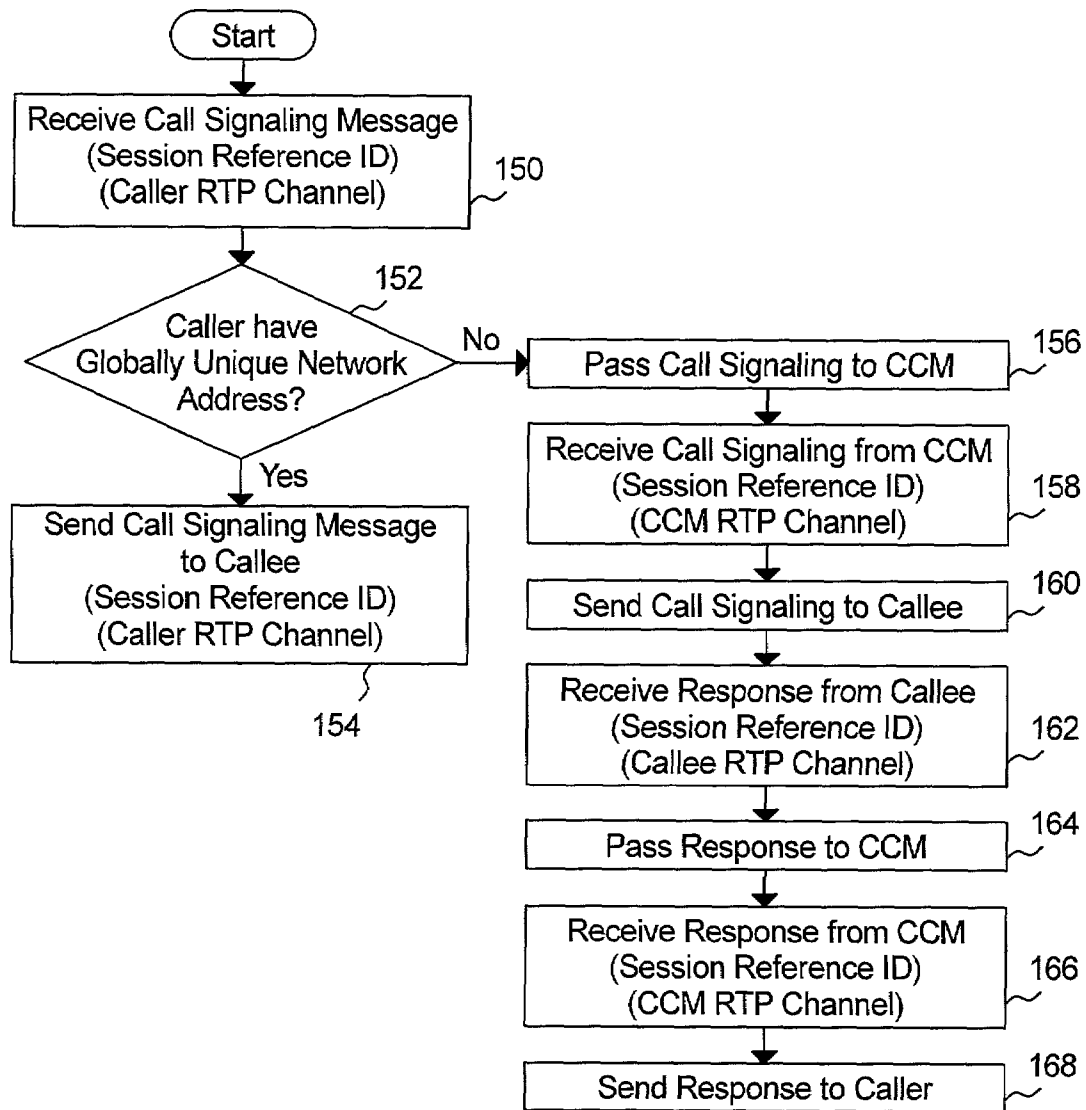 Start
Receive Call Signaling Message
(Session Reference ID)
(Caller RTP Channel)
150
152
Caller have
Globally Unique Network
Address?
No
Yes
Send Call Signaling Message
to Callee
(Session Reference ID)
(Caller RTP Channel)
154
Pass Call Signaling to CCM
156
Receive Call Signaling from CCM
(Session Reference ID)
(CCM RTP Channel)
158
Send Call Signaling to Callee
160
Receive Response from Callee
(Session Reference ID)
(Callee RTP Channel)
162
Pass Response to CCM
164
Receive Response from CCM
(Session Reference ID)
(CCM RTP Channel)
166
Send Response to Caller
168